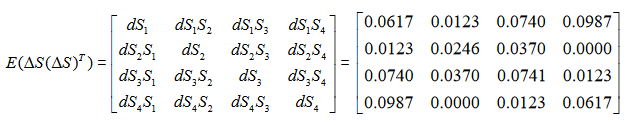 E(ΔS(ΔS)ᵀ) = [dS₁ dS₁S₂ dS₁S₃ dS₁S₄; dS₂S₁ dS₂ dS₂S₃ dS₂S₄; dS₃S₁ dS₃S₂ dS₃ dS₃S₄; dS₄S₁ dS₄S₂ dS₄S₃ dS₄] = [0.0617 0.0123 0.0740 0.0987; 0.0123 0.0246 0.0370 0.0000; 0.0740 0.0370 0.0741 0.0123; 0.0987 0.0000 0.0123 0.0617]